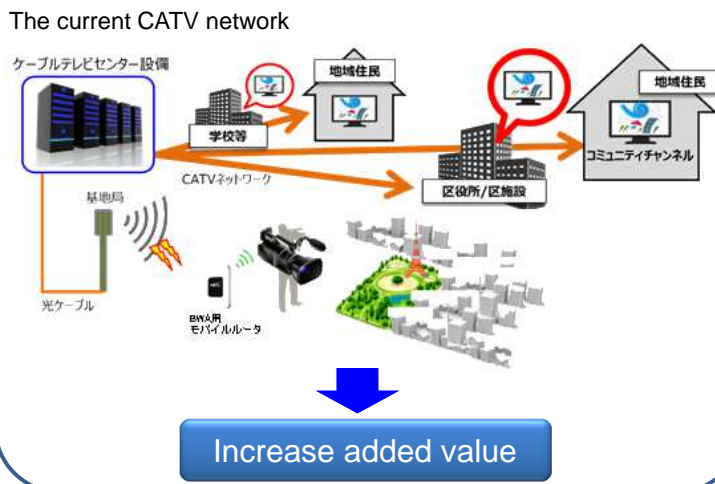 The current CATV network
ケーブルテレビセンター設備
地域住民
地域住民
学校等
コミュニティチャンネル
CATVネットワーク
区役所/区施設
基地局
光ケーブル
BWA用
モバイルルータ
Increase added value